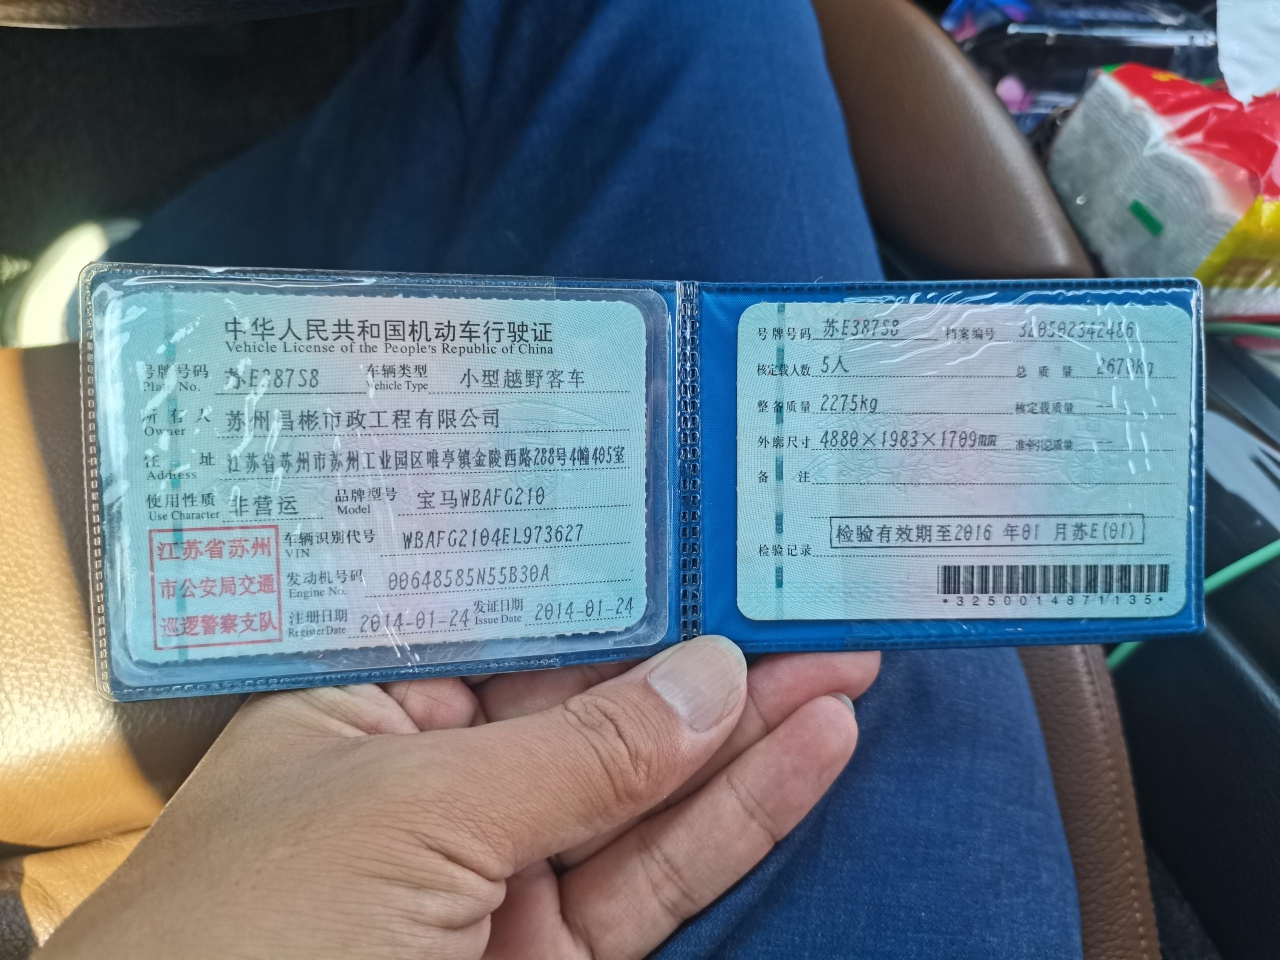 中华人民共和国机动车行驶证
Vehicle License of the People's Republic of China
号牌号码 苏E387S8 车辆类型 小型越野客车
Plate No. Vehicle Type
所有人 苏州昌彬市政工程有限公司
Owner
住址 江苏省苏州市苏州工业园区唯亭镇金陵西路288号4幢405室
Address
使用性质 非营运 品牌型号 宝马WBAFG210
Use Character Model
江苏省苏州
市公安局交通
巡逻警察支队
车辆识别代号 WBAFG2104EL973627
VIN
发动机号码 00648585N55B30A
Engine No.
注册日期 2014-01-24 发证日期 2014-01-24
Register Date Issue Date
号牌号码 苏E387S8 档案编号 320502342486
核定载人数 5人 总质量 2670kg
整备质量 2275kg 核定载质量 --
外廓尺寸 4880×1983×1709mm 准牵引总质量 --
备注
检验有效期至2016 年01 月苏E(01)
检验记录
*3250014871135*